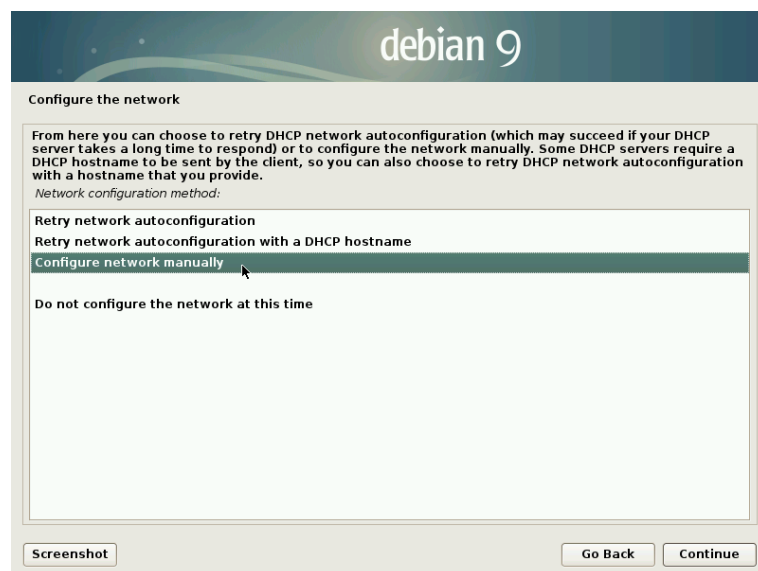 debian 9
Configure the network
From here you can choose to retry DHCP network autoconfiguration (which may succeed if your DHCP
server takes a long time to respond) or to configure the network manually. Some DHCP servers require a
DHCP hostname to be sent by the client, so you can also choose to retry DHCP network autoconfiguration
with a hostname that you provide.
Network configuration method:
Retry network autoconfiguration
Retry network autoconfiguration with a DHCP hostname
Configure network manually
Do not configure the network at this time
Screenshot
Go Back
Continue